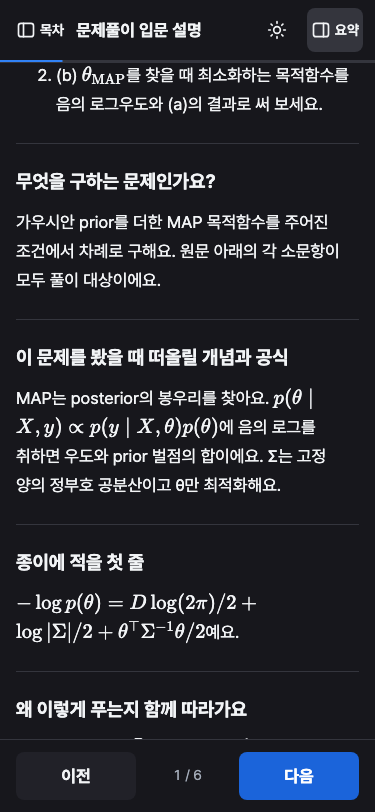 목차 문제풀이 입문 설명 요약
2. (b) θ_MAP를 찾을 때 최소화하는 목적함수를
음의 로그우도와 (a)의 결과로 써 보세요.
무엇을 구하는 문제인가요?
가우시안 prior를 더한 MAP 목적함수를 주어진
조건에서 차례로 구해요. 원문 아래의 각 소문항이
모두 풀이 대상이에요.
이 문제를 봤을 때 떠올릴 개념과 공식
MAP는 posterior의 봉우리를 찾아요. p(θ |
X, y) ∝ p(y | X, θ)p(θ)에 음의 로그를
취하면 우도와 prior 벌점의 합이에요. Σ는 고정
양의 정부호 공분산이고 θ만 최적화해요.
종이에 적을 첫 줄
− log p(θ) = D log(2π)/2 +
log |Σ|/2 + θ⊤Σ−1θ/2예요.
왜 이렇게 푸는지 함께 따라가요
이전 1 / 6 다음